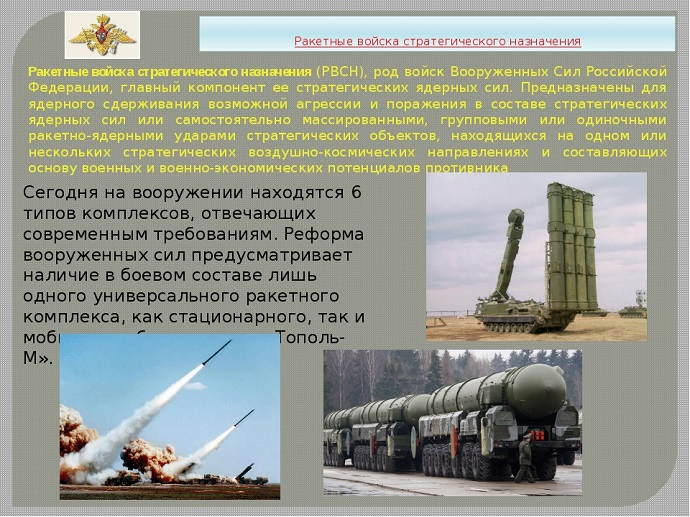 Ракетные войска стратегического назначения
Ракетные войска стратегического назначения (РВСН), род войск Вооруженных Сил Российской
Федерации, главный компонент ее стратегических ядерных сил. Предназначены для
ядерного сдерживания возможной агрессии и поражения в составе стратегических
ядерных сил или самостоятельно массированными, групповыми или одиночными
ракетно-ядерными ударами стратегических объектов, находящихся на одном или
нескольких стратегических воздушно-космических направлениях и составляющих
основу военных и военно-экономических потенциалов противника
Сегодня на вооружении находятся 6
типов комплексов, отвечающих
современным требованиям. Реформа
вооруженных сил предусматривает
наличие в боевом составе лишь
одного универсального ракетного
комплекса, как стационарного, так и
Тополь-
М».